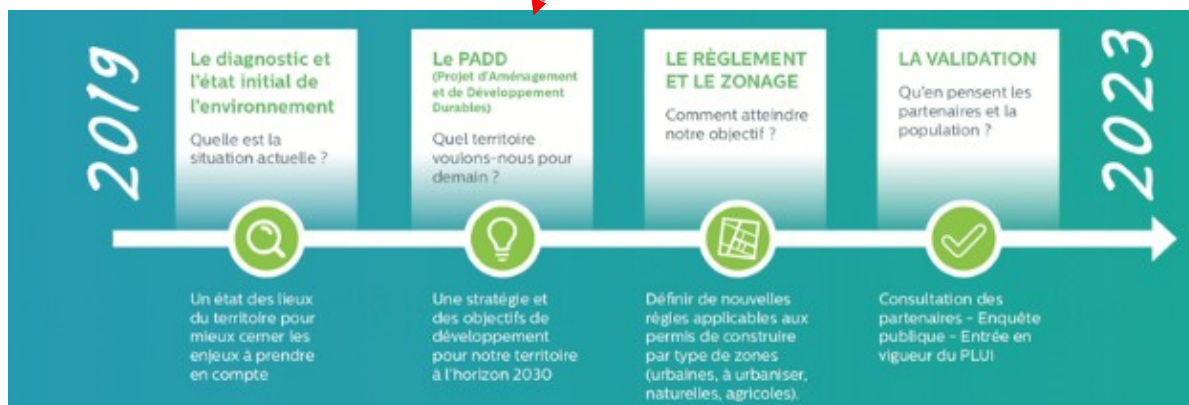 2019
Le diagnostic et
l'état initial de
l'environnement
Quelle est la
situation actuelle ?
Un état des lieux
du territoire pour
mieux cerner les
enjeux à prendre
en compte
Le PADD
(Projet d'Aménagement
et de Développement
Durables)
Quel territoire
voulons-nous pour
demain ?
Une stratégie et
des objectifs de
développement
pour notre territoire
à l'horizon 2030
LE RÈGLEMENT
ET LE ZONAGE
Comment atteindre
notre objectif ?
Définir de nouvelles
règles applicables aux
permis de construire
par type de zones
(urbaines, à urbaniser,
naturelles, agricoles).
LA VALIDATION
Qu'en pensent les
partenaires et la
population ?
Consultation des
partenaires - Enquête
publique - Entrée en
vigueur du PLUI
2023